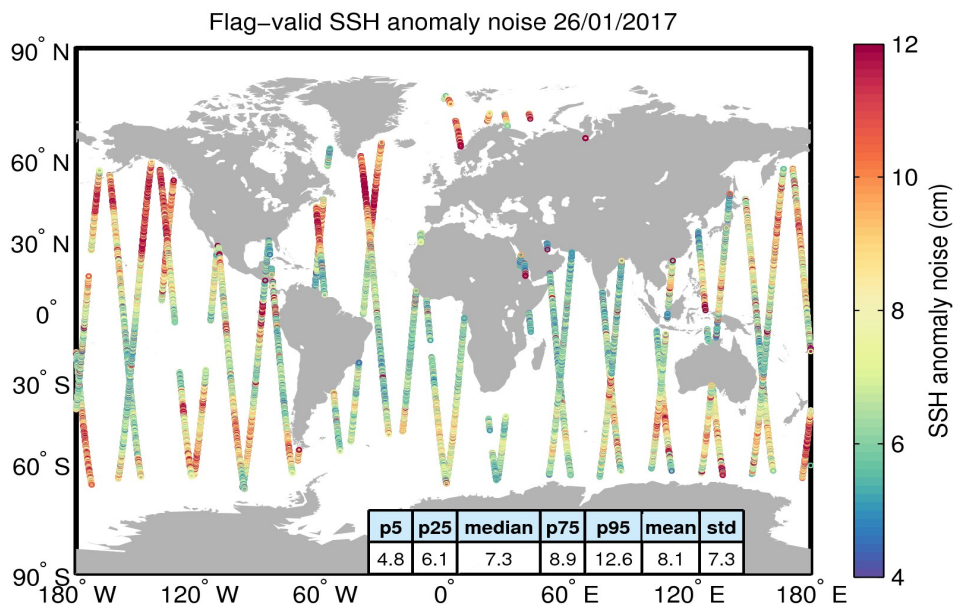 Flag−valid SSH anomaly noise 26/01/2017
90° N
60° N
30° N
0°
30° S
60° S
90° S
180° W
120° W
60° W
0°
60° E
120° E
180° E
p5 p25 median p75 p95 mean std
4.8 6.1 7.3 8.9 12.6 8.1 7.3
12
10
8
6
4
SSH anomaly noise (cm)